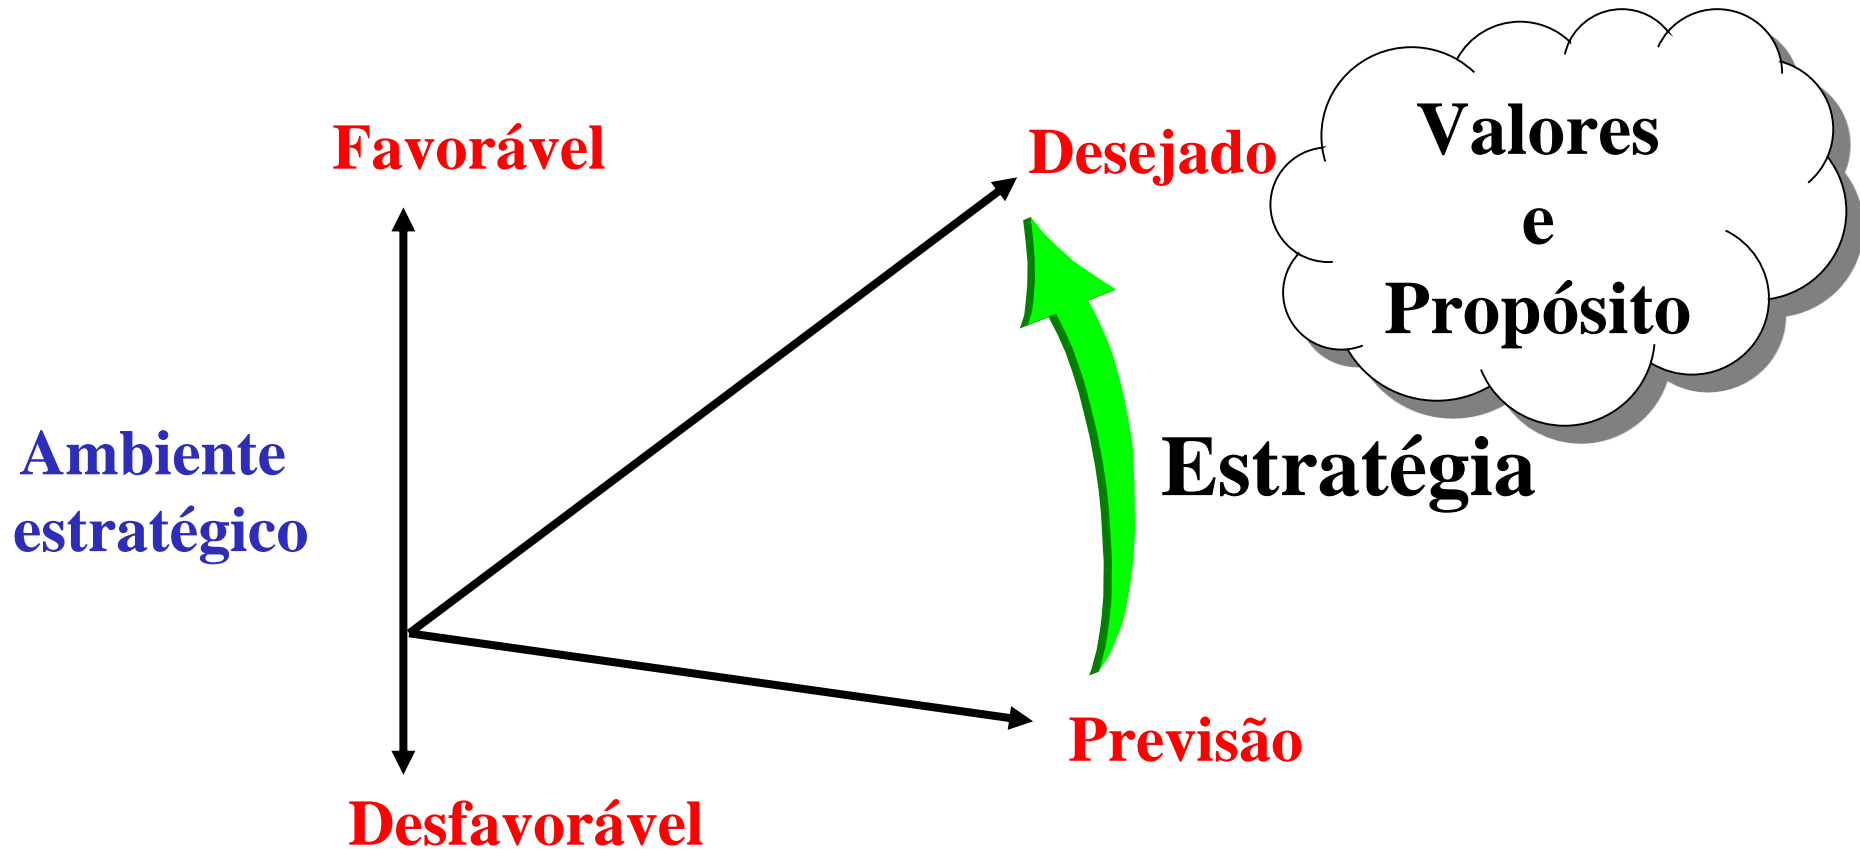 Favorável
Desejado
Valores
e
Propósito
Ambiente
estratégico
Estratégia
Previsão
Desfavorável